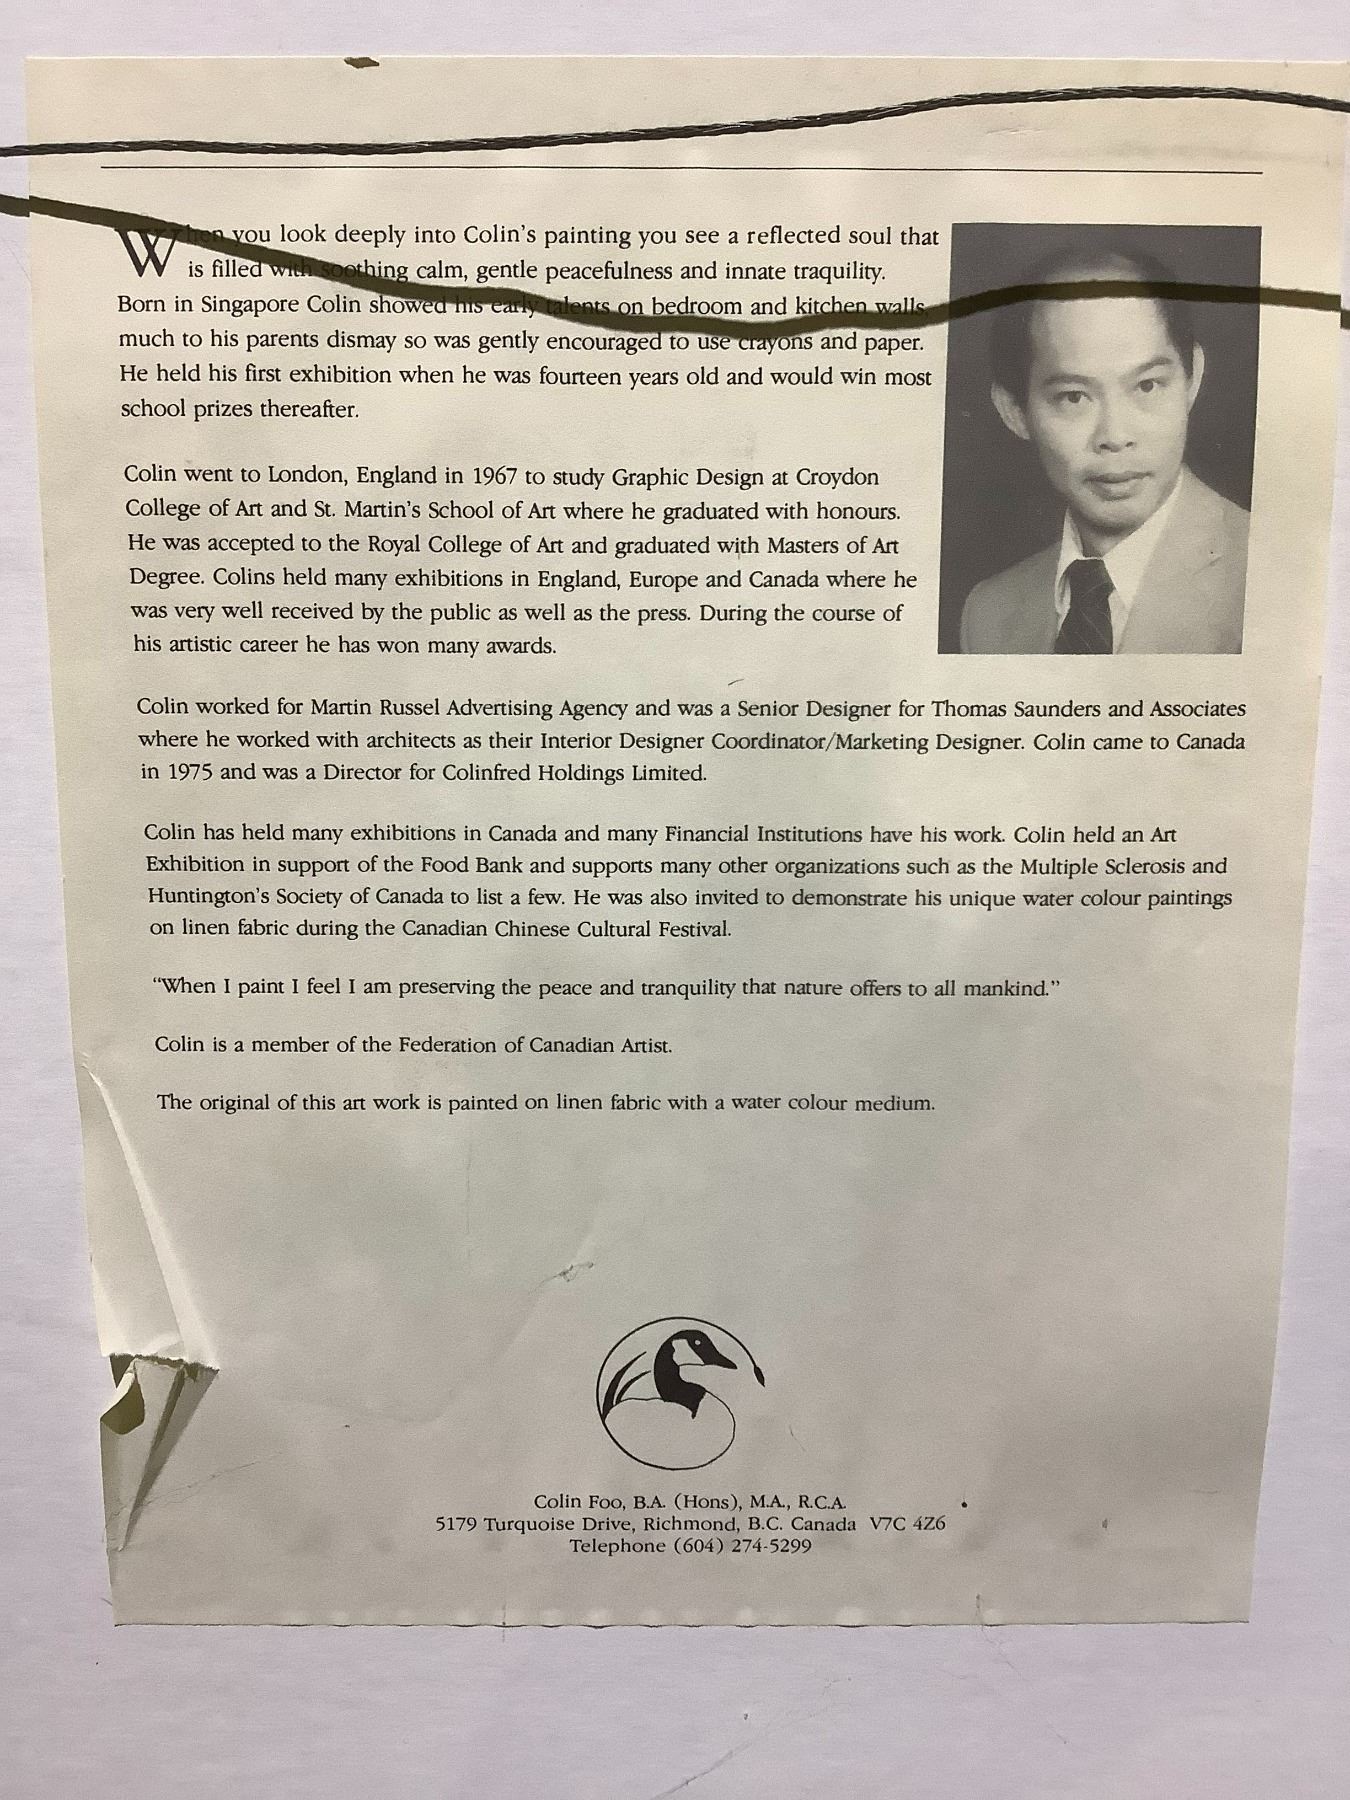 When you look deeply into Colin's painting you see a reflected soul that
is filled with soothing calm, gentle peacefulness and innate traquility.
Born in Singapore Colin showed his early talents on bedroom and kitchen walls,
much to his parents dismay so was gently encouraged to use crayons and paper.
He held his first exhibition when he was fourteen years old and would win most
school prizes thereafter.
Colin went to London, England in 1967 to study Graphic Design at Croydon
College of Art and St. Martin's School of Art where he graduated with honours.
He was accepted to the Royal College of Art and graduated with Masters of Art
Degree. Colins held many exhibitions in England, Europe and Canada where he
was very well received by the public as well as the press. During the course of
his artistic career he has won many awards.
Colin worked for Martin Russel Advertising Agency and was a Senior Designer for Thomas Saunders and Associates
where he worked with architects as their Interior Designer Coordinator/Marketing Designer. Colin came to Canada
in 1975 and was a Director for Colinfred Holdings Limited.
Colin has held many exhibitions in Canada and many Financial Institutions have his work. Colin held an Art
Exhibition in support of the Food Bank and supports many other organizations such as the Multiple Sclerosis and
Huntington's Society of Canada to list a few. He was also invited to demonstrate his unique water colour paintings
on linen fabric during the Canadian Chinese Cultural Festival.
“When I paint I feel I am preserving the peace and tranquility that nature offers to all mankind.”
Colin is a member of the Federation of Canadian Artist.
The original of this art work is painted on linen fabric with a water colour medium.
Colin Foo, B.A. (Hons), M.A., R.C.A.
5179 Turquoise Drive, Richmond, B.C. Canada V7C 4Z6
Telephone (604) 274-5299